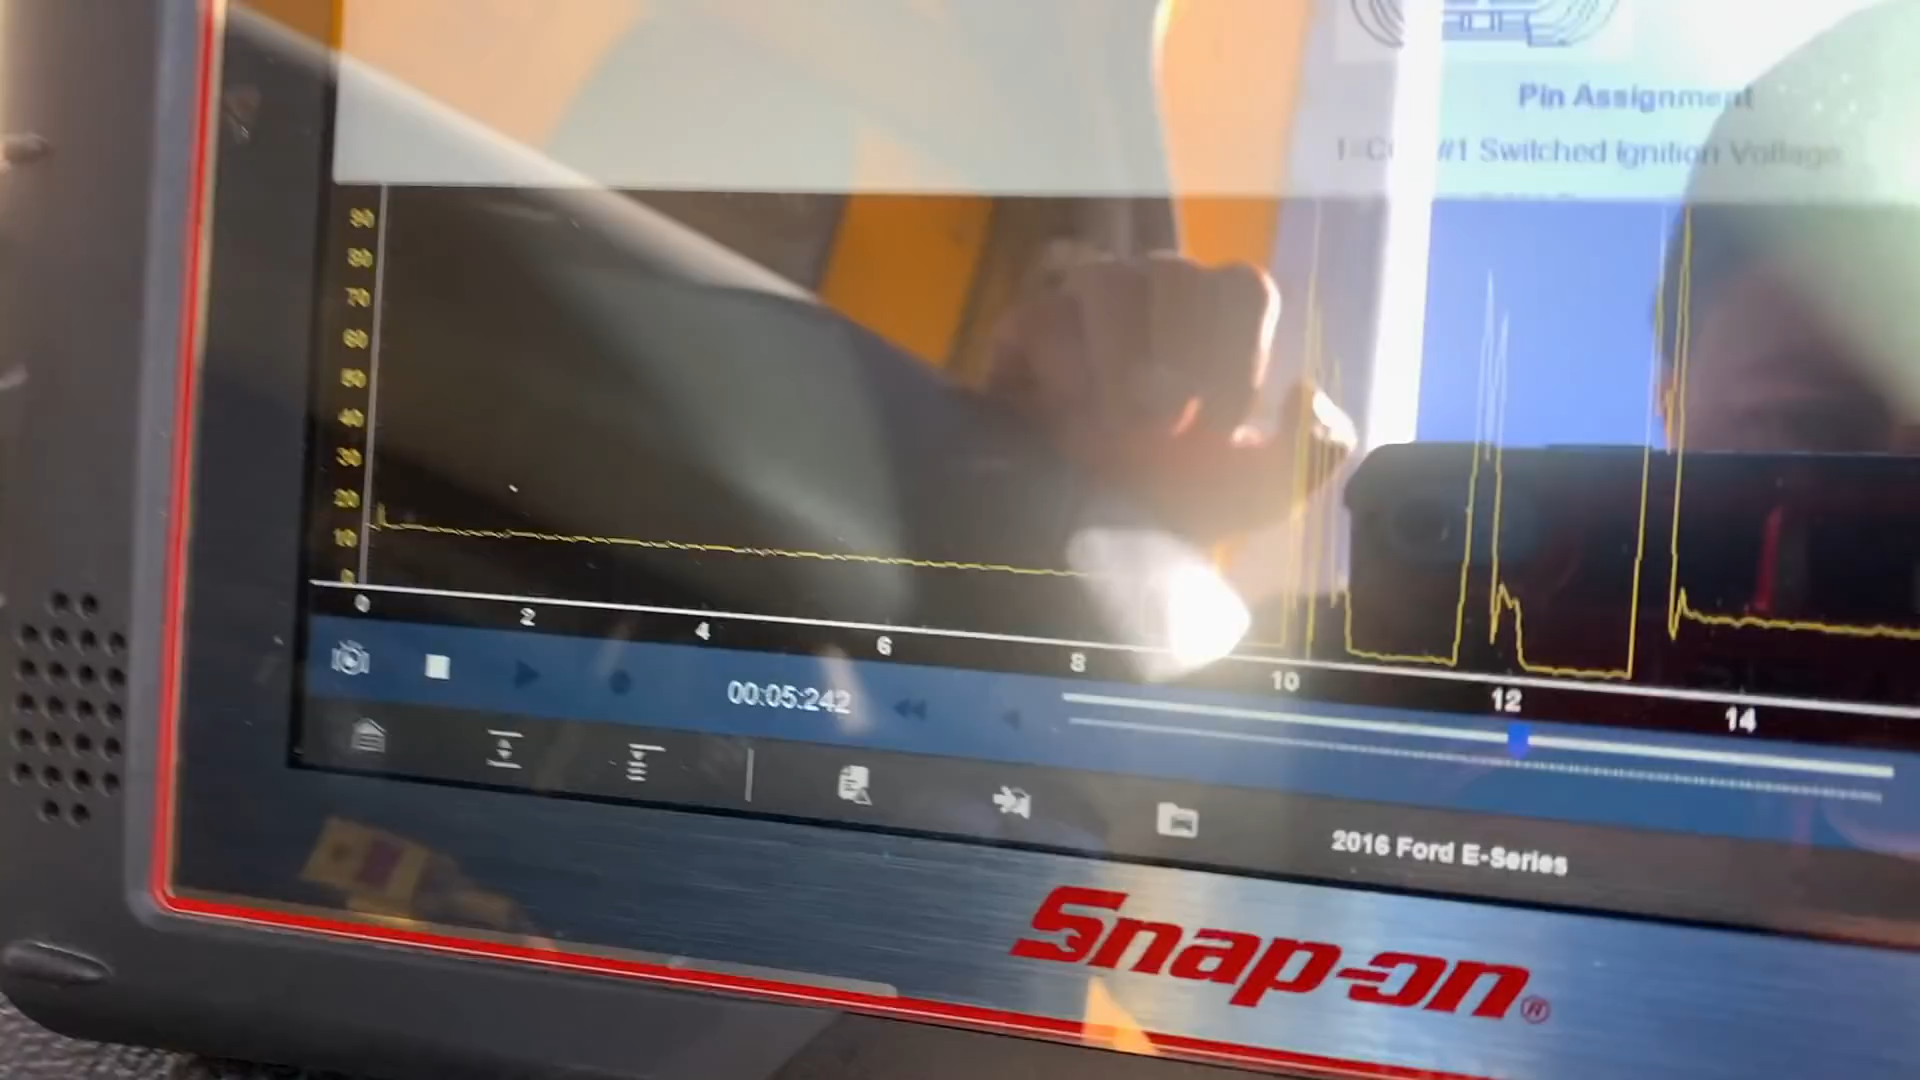 Pin Assignment
#1 Switched Ignition Voltage
90
80
70
60
50
40
30
20
10
0
0 2 4 6 8 10 12 14
00:05:242
2016 Ford E-Series
Snap-on®